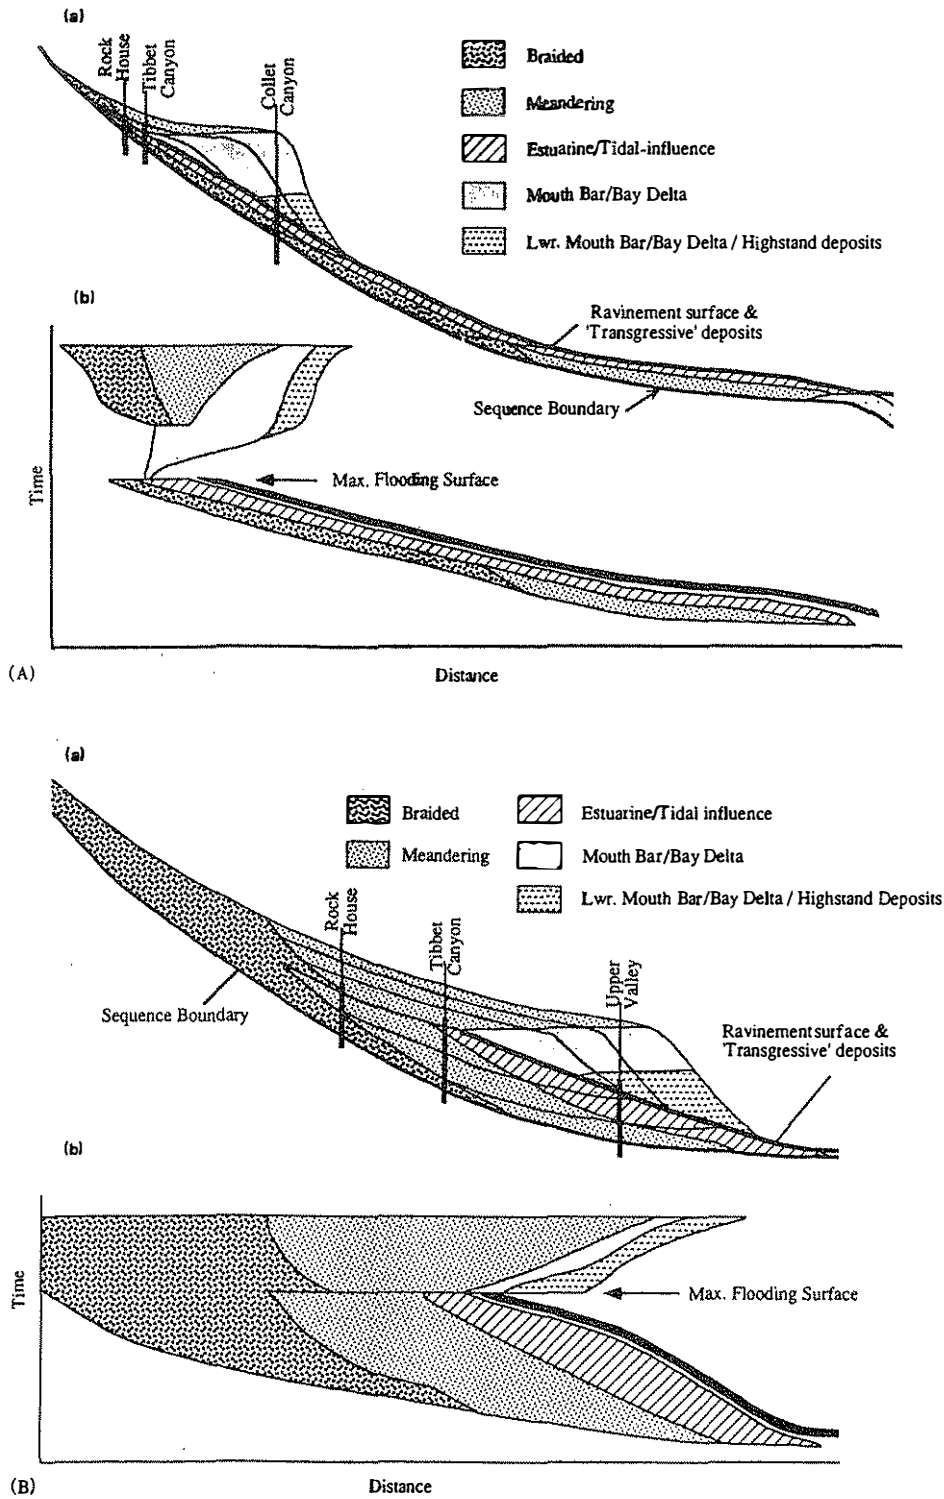 (a)
Rock
House
Tibbet
Canyon
Collet
Canyon
Braided
Meandering
Estuarine/Tidal-influence
Mouth Bar/Bay Delta
Lwr. Mouth Bar/Bay Delta / Highstand deposits
(b)
Ravinement surface &
'Transgressive' deposits
Sequence Boundary
Max. Flooding Surface
Time
(A)
Distance
(a)
Braided
Estuarine/Tidal influence
Meandering
Mouth Bar/Bay Delta
Lwr. Mouth Bar/Bay Delta / Highstand Deposits
Rock
House
Tibbet
Canyon
Upper
Valley
Sequence Boundary
Ravinement surface &
'Transgressive' deposits
(b)
Time
Max. Flooding Surface
(B)
Distance